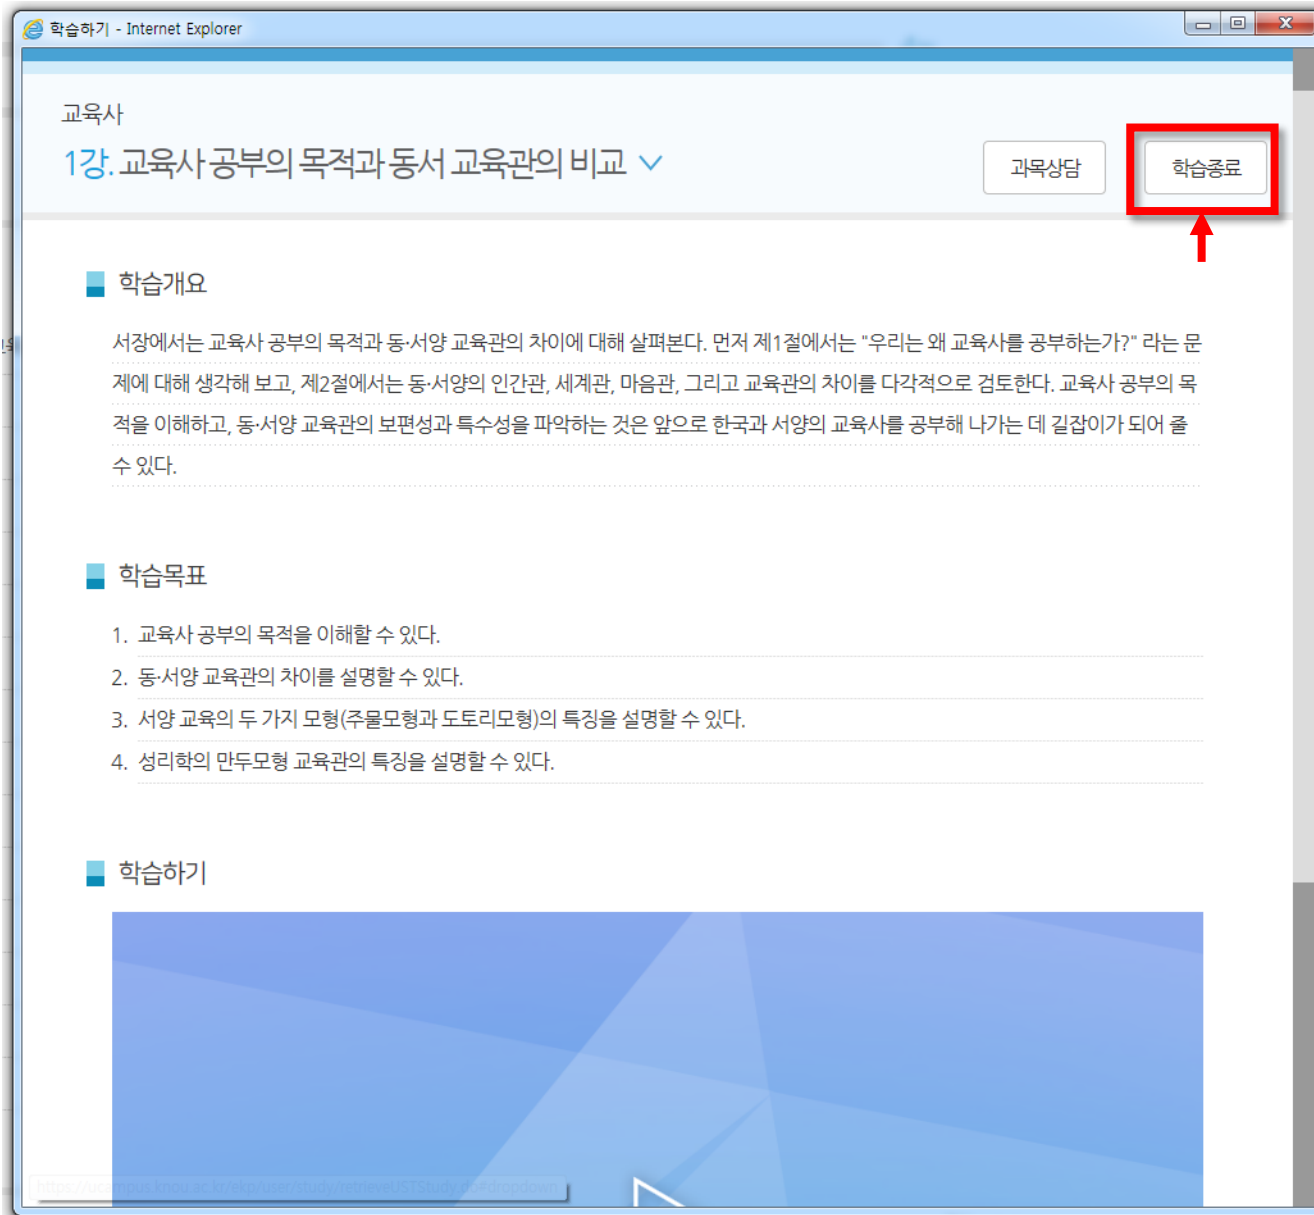 학습하기 - Internet Explorer
교육사
1강. 교육사 공부의 목적과 동서 교육관의 비교
과목상담
학습종료
학습개요
서장에서는 교육사 공부의 목적과 동·서양 교육관의 차이에 대해 살펴본다. 먼저 제1절에서는 "우리는 왜 교육사를 공부하는가?" 라는 문
제에 대해 생각해 보고, 제2절에서는 동·서양의 인간관, 세계관, 마음관, 그리고 교육관의 차이를 다각적으로 검토한다. 교육사 공부의 목
적을 이해하고, 동·서양 교육관의 보편성과 특수성을 파악하는 것은 앞으로 한국과 서양의 교육사를 공부해 나가는 데 길잡이가 되어 줄
수 있다.
학습목표
1. 교육사 공부의 목적을 이해할 수 있다.
2. 동·서양 교육관의 차이를 설명할 수 있다.
3. 서양 교육의 두 가지 모형(주물모형과 도토리모형)의 특징을 설명할 수 있다.
4. 성리학의 만두모형 교육관의 특징을 설명할 수 있다.
학습하기